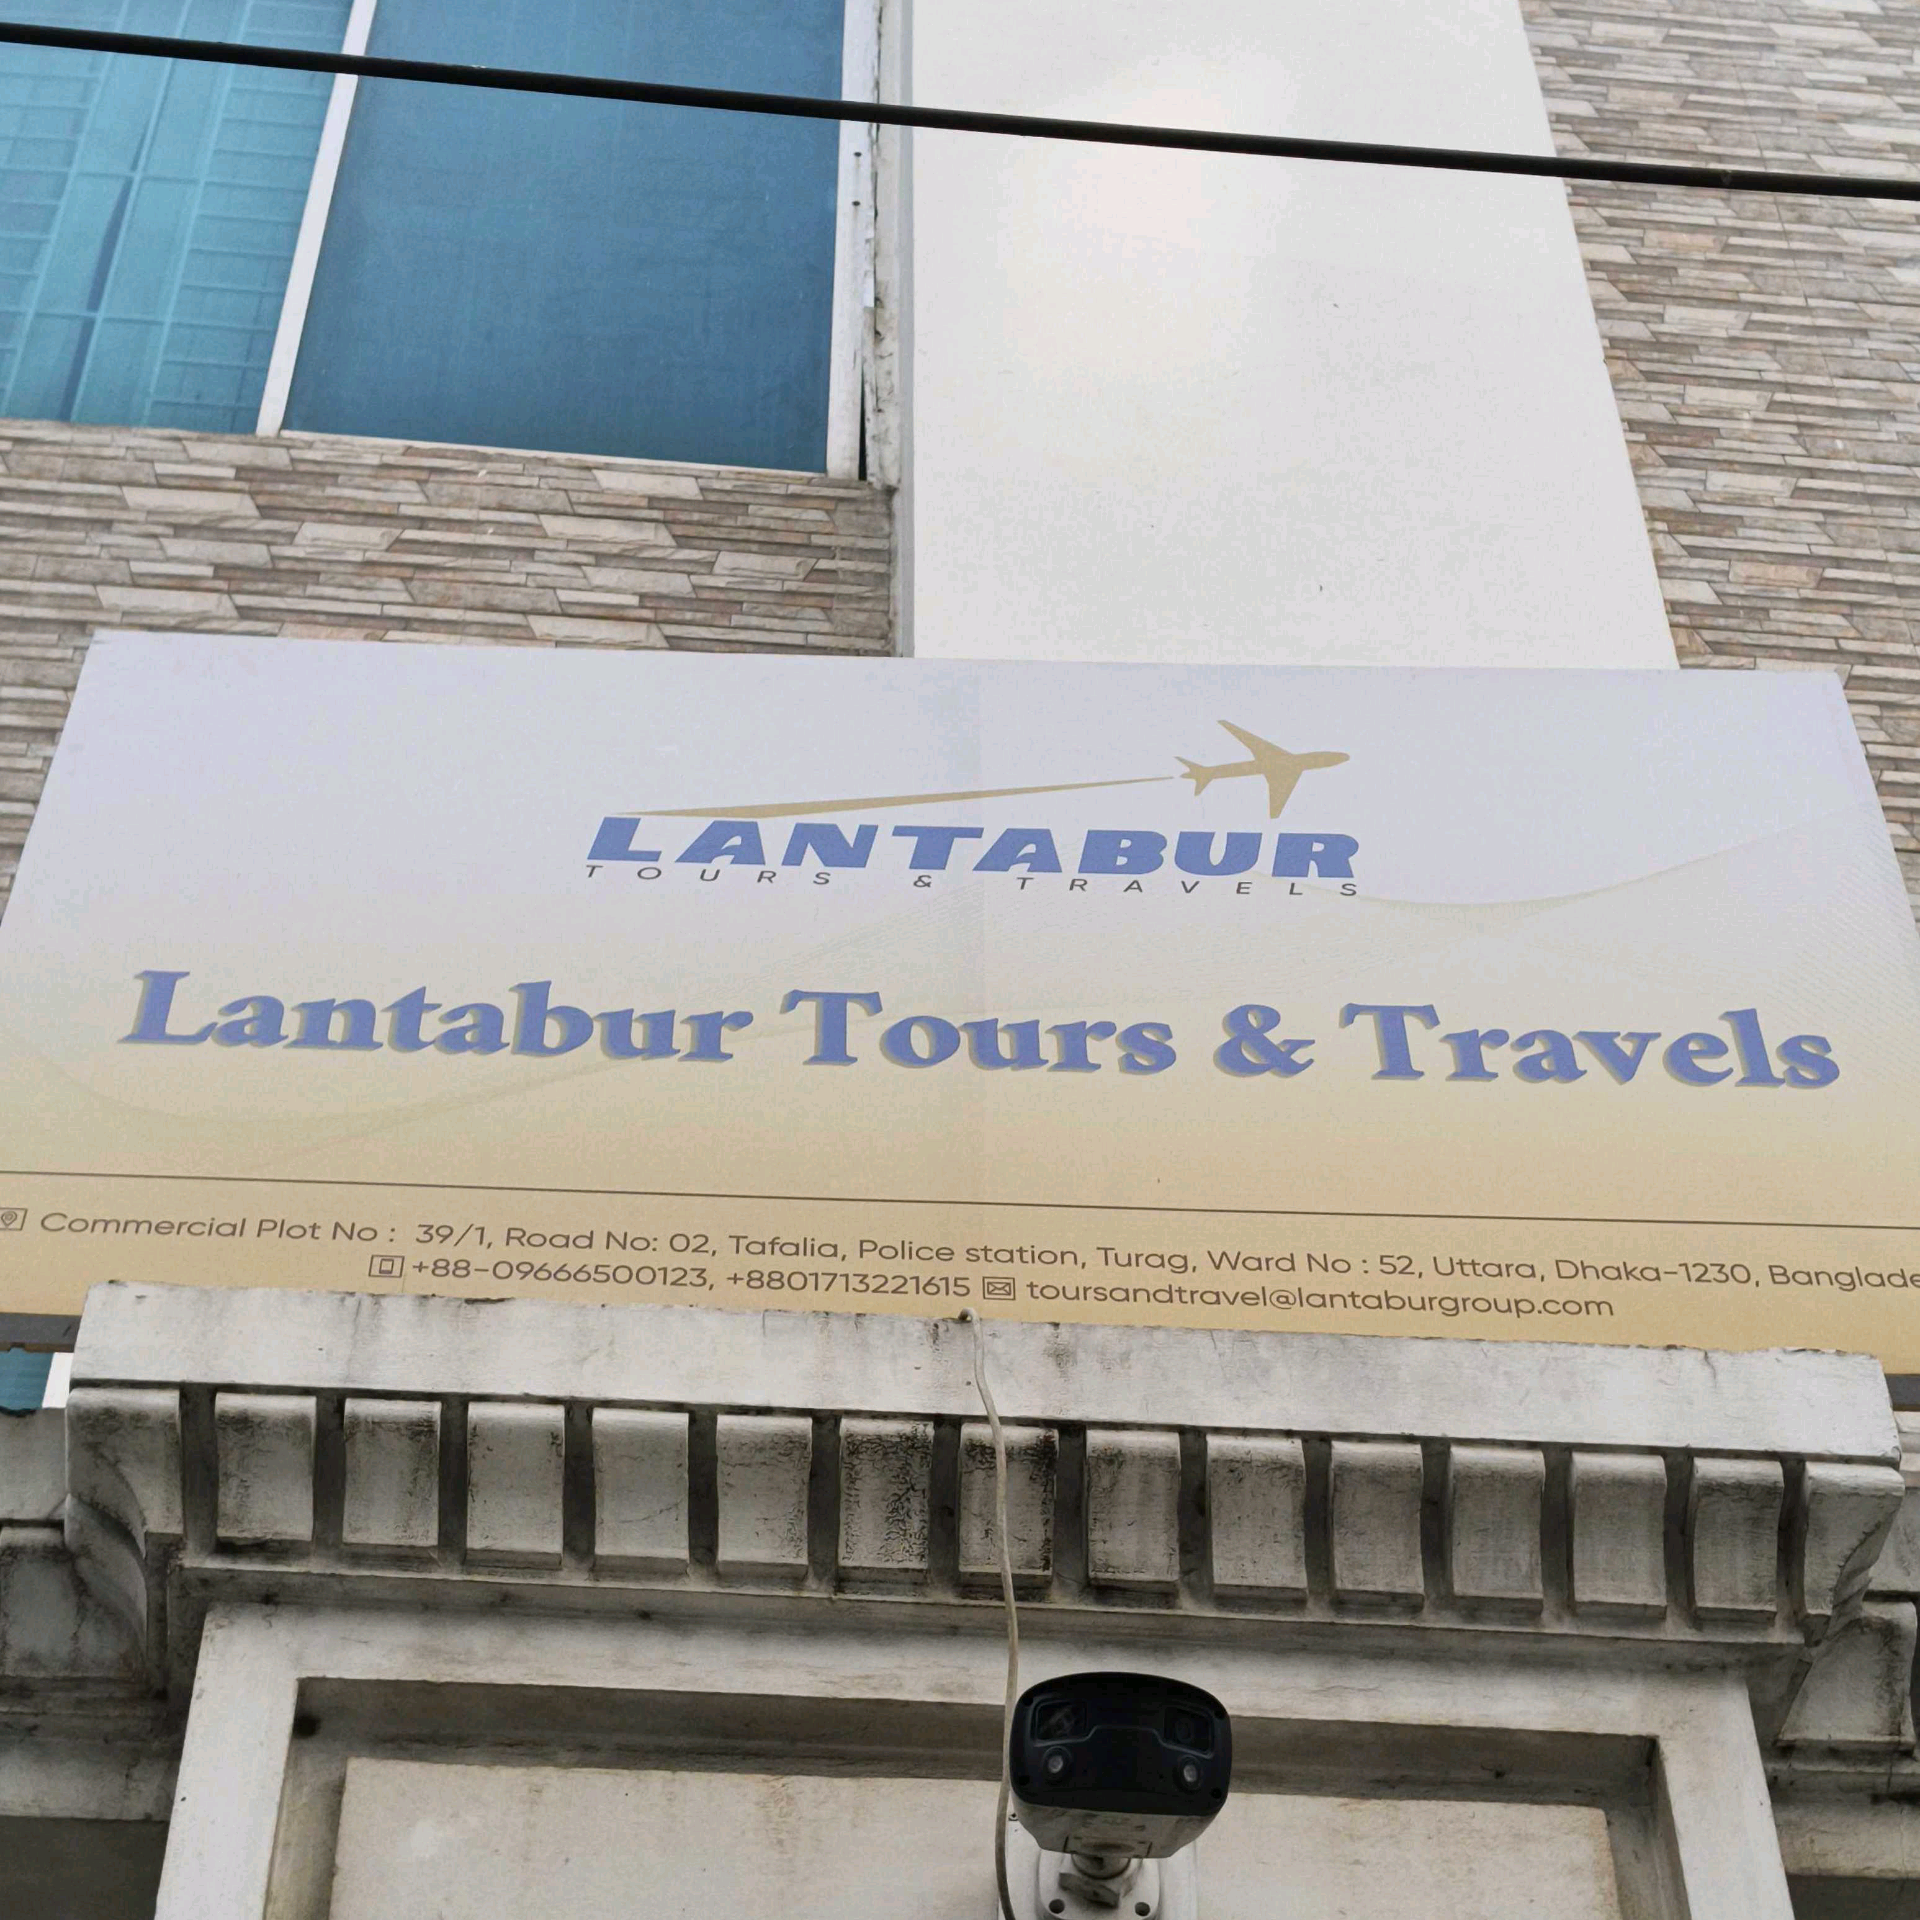 LANTABUR
TOURS & TRAVELS
Lantabur Tours & Travels
Commercial Plot No : 39/1, Road No: 02, Tafalia, Police station, Turag, Ward No : 52, Uttara, Dhaka-1230, Banglade
+88-09666500123, +8801713221615 toursandtravel@lantaburgroup.com